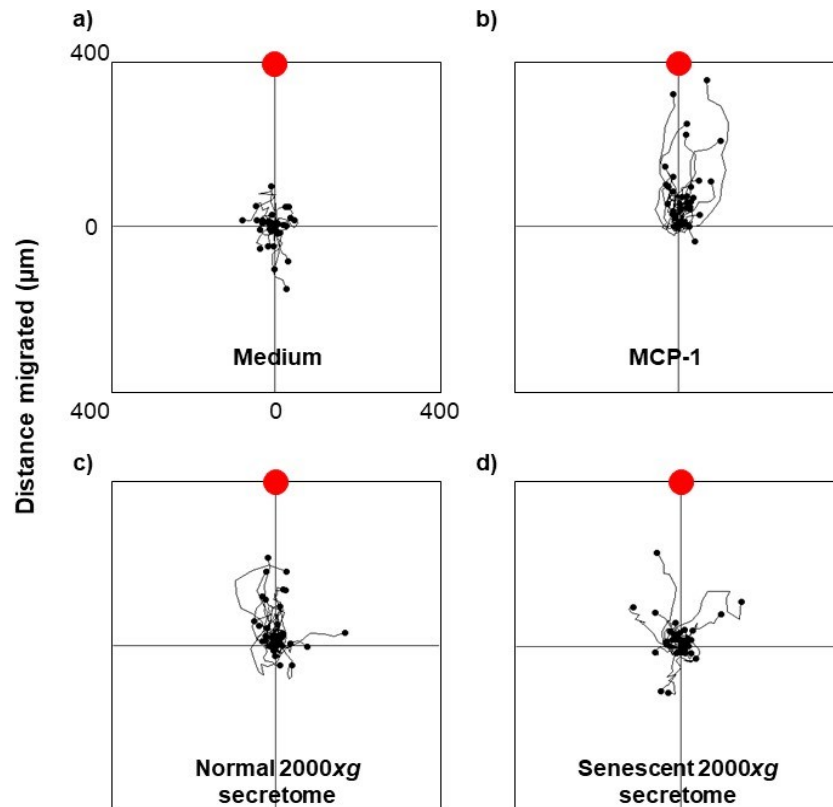 a)
b)
400
0
Medium
MCP-1
400
0
400
Distance migrated (µm)
c)
d)
Normal 2000xg
secretome
Senescent 2000xg
secretome